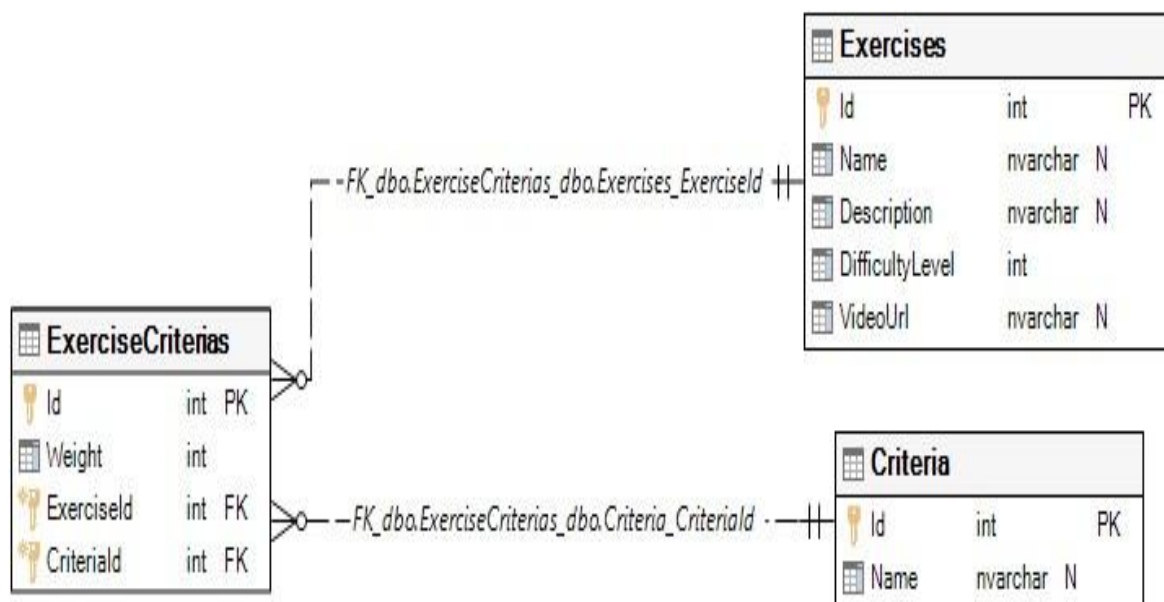 Exercises
Id int PK
Name nvarchar N
Description nvarchar N
DifficultyLevel int
VideoUrl nvarchar N
FK_dbo.ExerciseCriterias_dbo.Exercises_ExerciseId
ExerciseCriterias
Id int PK
Weight int
ExerciseId int FK
CriteriaId int FK
FK_dbo.ExerciseCriterias_dbo.Criteria_CriteriaId
Criteria
Id int PK
Name nvarchar N